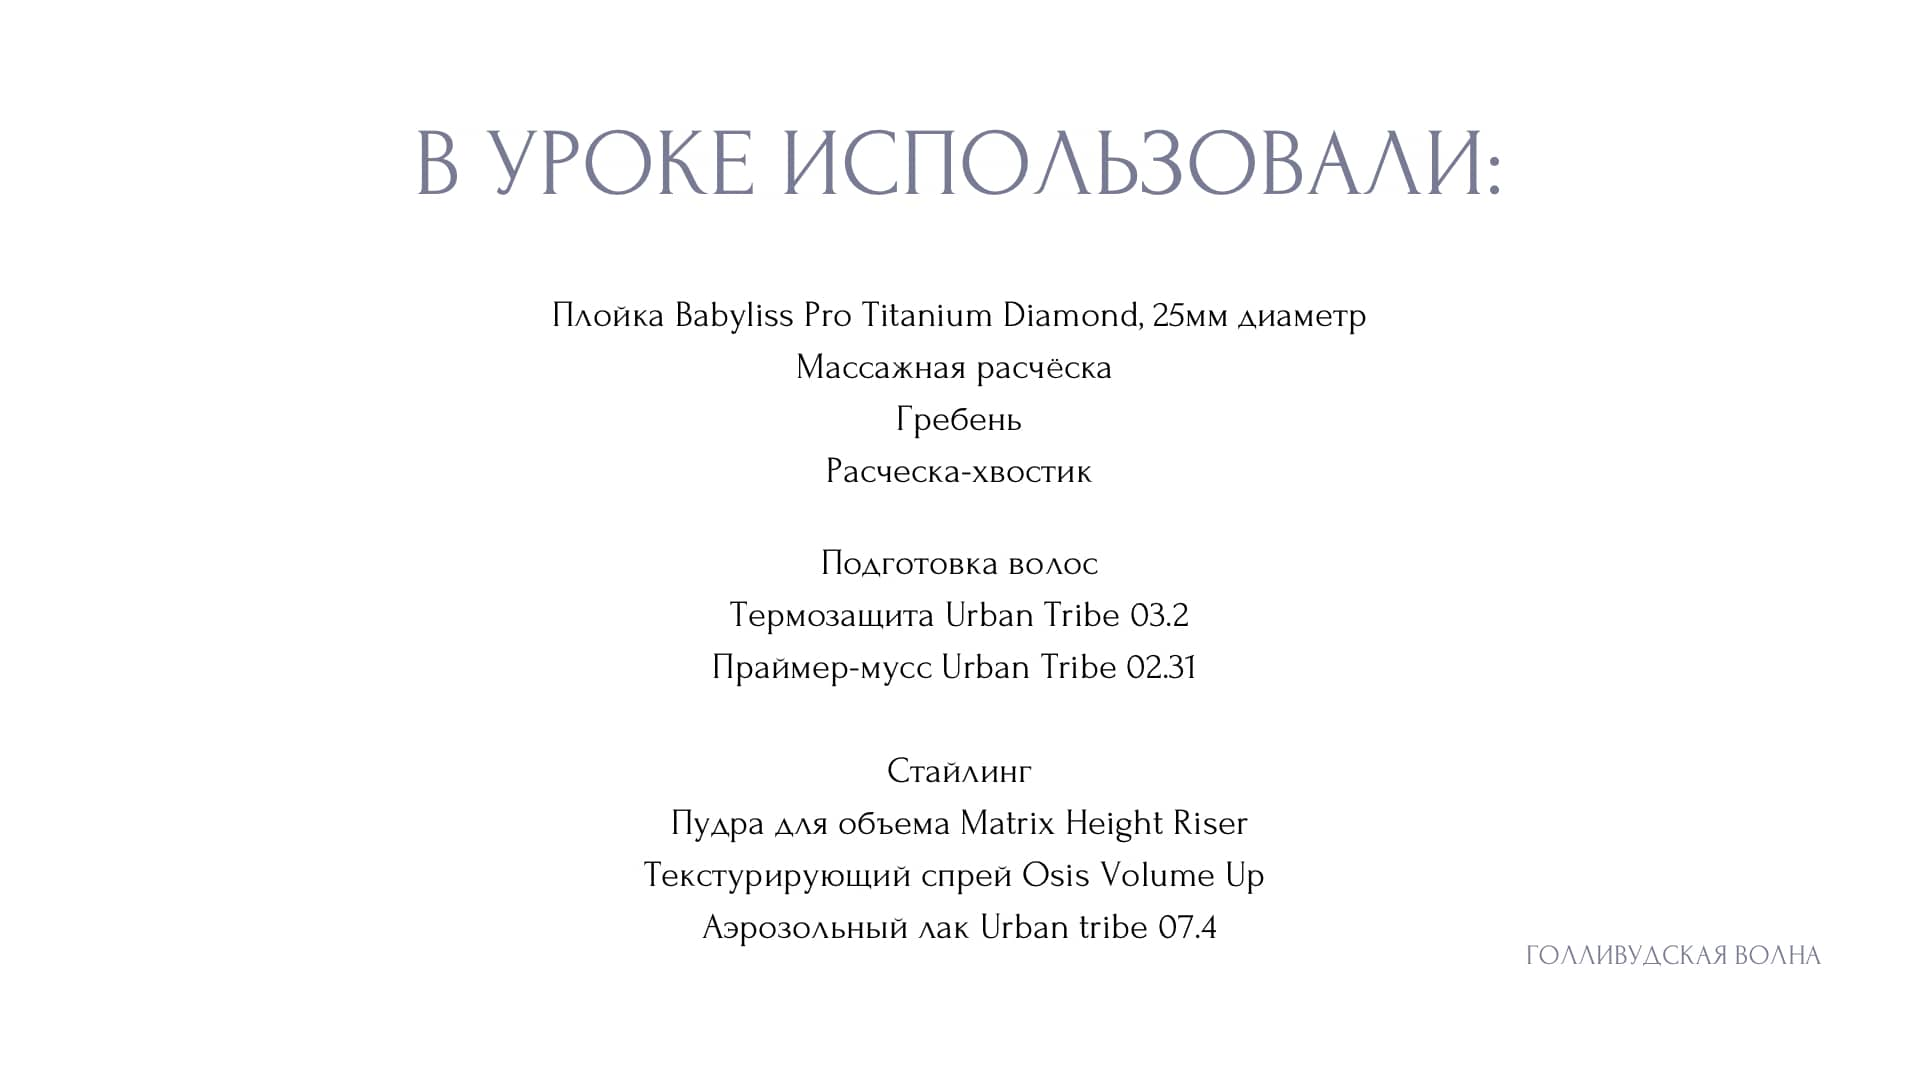 В УРОКЕ ИСПОЛЬЗОВАЛИ:
Плойка Babyliss Pro Titanium Diamond, 25мм диаметр
Массажная расчёска
Гребень
Расческа-хвостик
Подготовка волос
Термозащита Urban Tribe 03.2
Праймер-мусс Urban Tribe 02.31
Стайлинг
Пудра для объема Matrix Height Riser
Текстурирующий спрей Osis Volume Up
Аэрозольный лак Urban tribe 07.4
ГОЛЛИВУДСКАЯ ВОЛНА